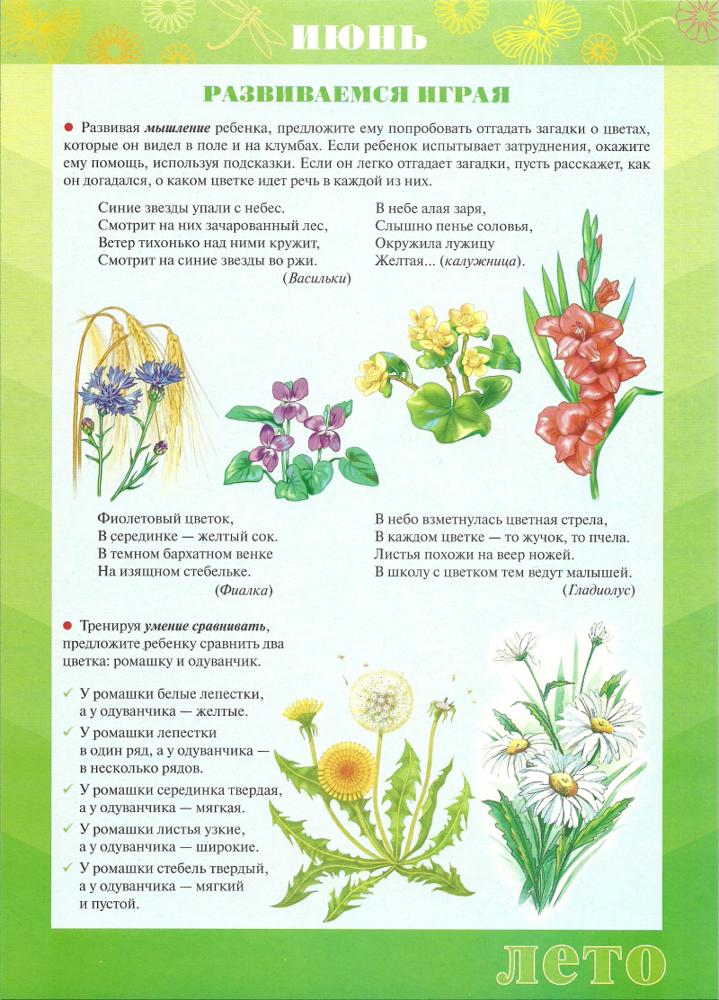 ИЮНЬ
РАЗВИВАЕМСЯ ИГРАЯ
● Развивая мышление ребенка, предложите ему попробовать отгадать загадки о цветах,
которые он видел в поле и на клумбах. Если ребенок испытывает затруднения, окажите
ему помощь, используя подсказки. Если он легко отгадает загадки, пусть расскажет, как
он догадался, о каком цветке идет речь в каждой из них.
Синие звезды упали с небес.
Смотрит на них зачарованный лес,
Ветер тихонько над ними кружит,
Смотрит на синие звезды во ржи.
(Васильки)
В небе алая заря,
Слышно пенье соловья,
Окружила лужицу
Желтая... (калужница).
Фиолетовый цветок,
В серединке — желтый сок.
В темном бархатном венке
На изящном стебельке.
(Фиалка)
В небо взметнулась цветная стрела,
В каждом цветке — то жучок, то пчела.
Листья похожи на веер ножей.
В школу с цветком тем ведут малышей.
(Гладиолус)
● Тренируя умение сравнивать,
предложите ребенку сравнить два
цветка: ромашку и одуванчик.
✓ У ромашки белые лепестки,
а у одуванчика — желтые.
✓ У ромашки лепестки
в один ряд, а у одуванчика —
в несколько рядов.
✓ У ромашки серединка твердая,
а у одуванчика — мягкая.
✓ У ромашки листья узкие,
а у одуванчика — широкие.
✓ У ромашки стебель твердый,
а у одуванчика — мягкий
и пустой.
лето